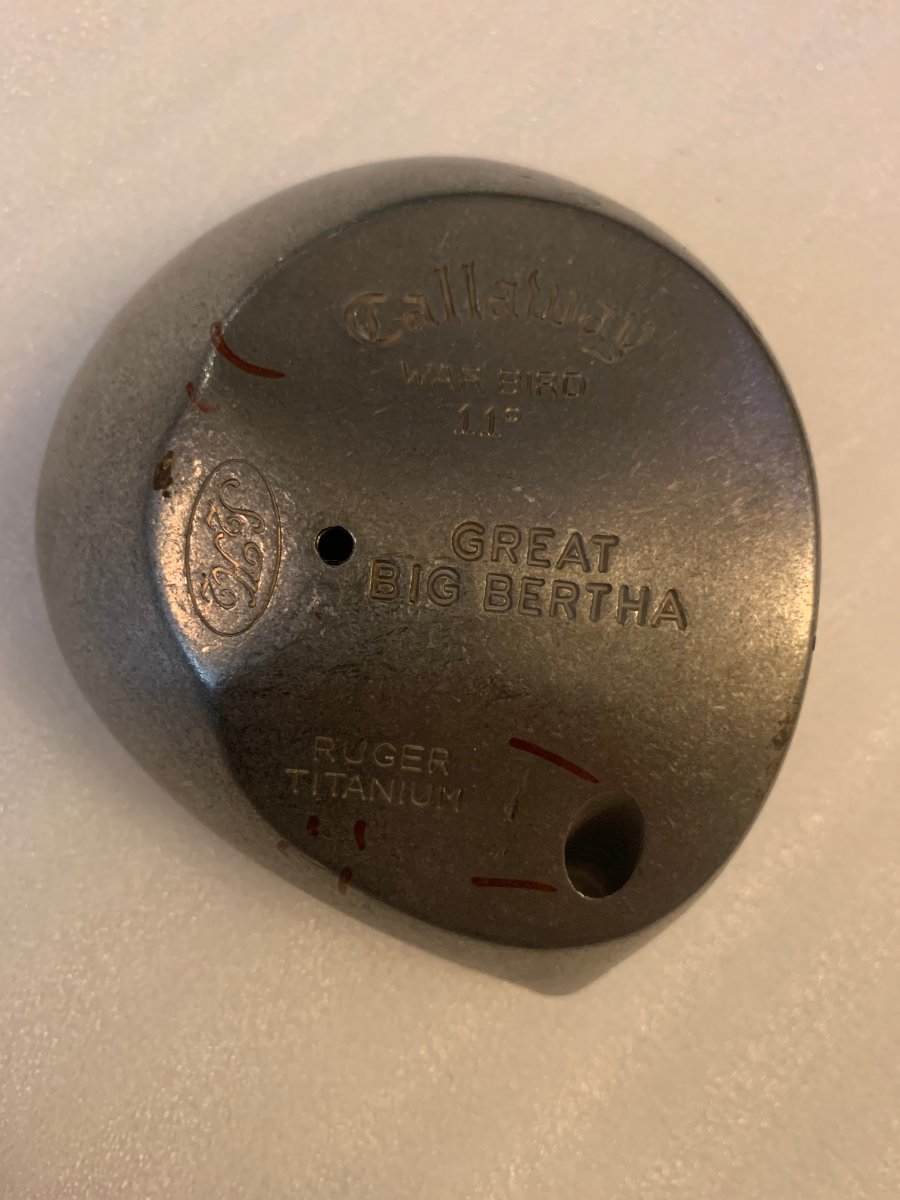 Callaway
WAR BIRD
11°
GREAT
BIG BERTHA
RUGER
TITANIUM